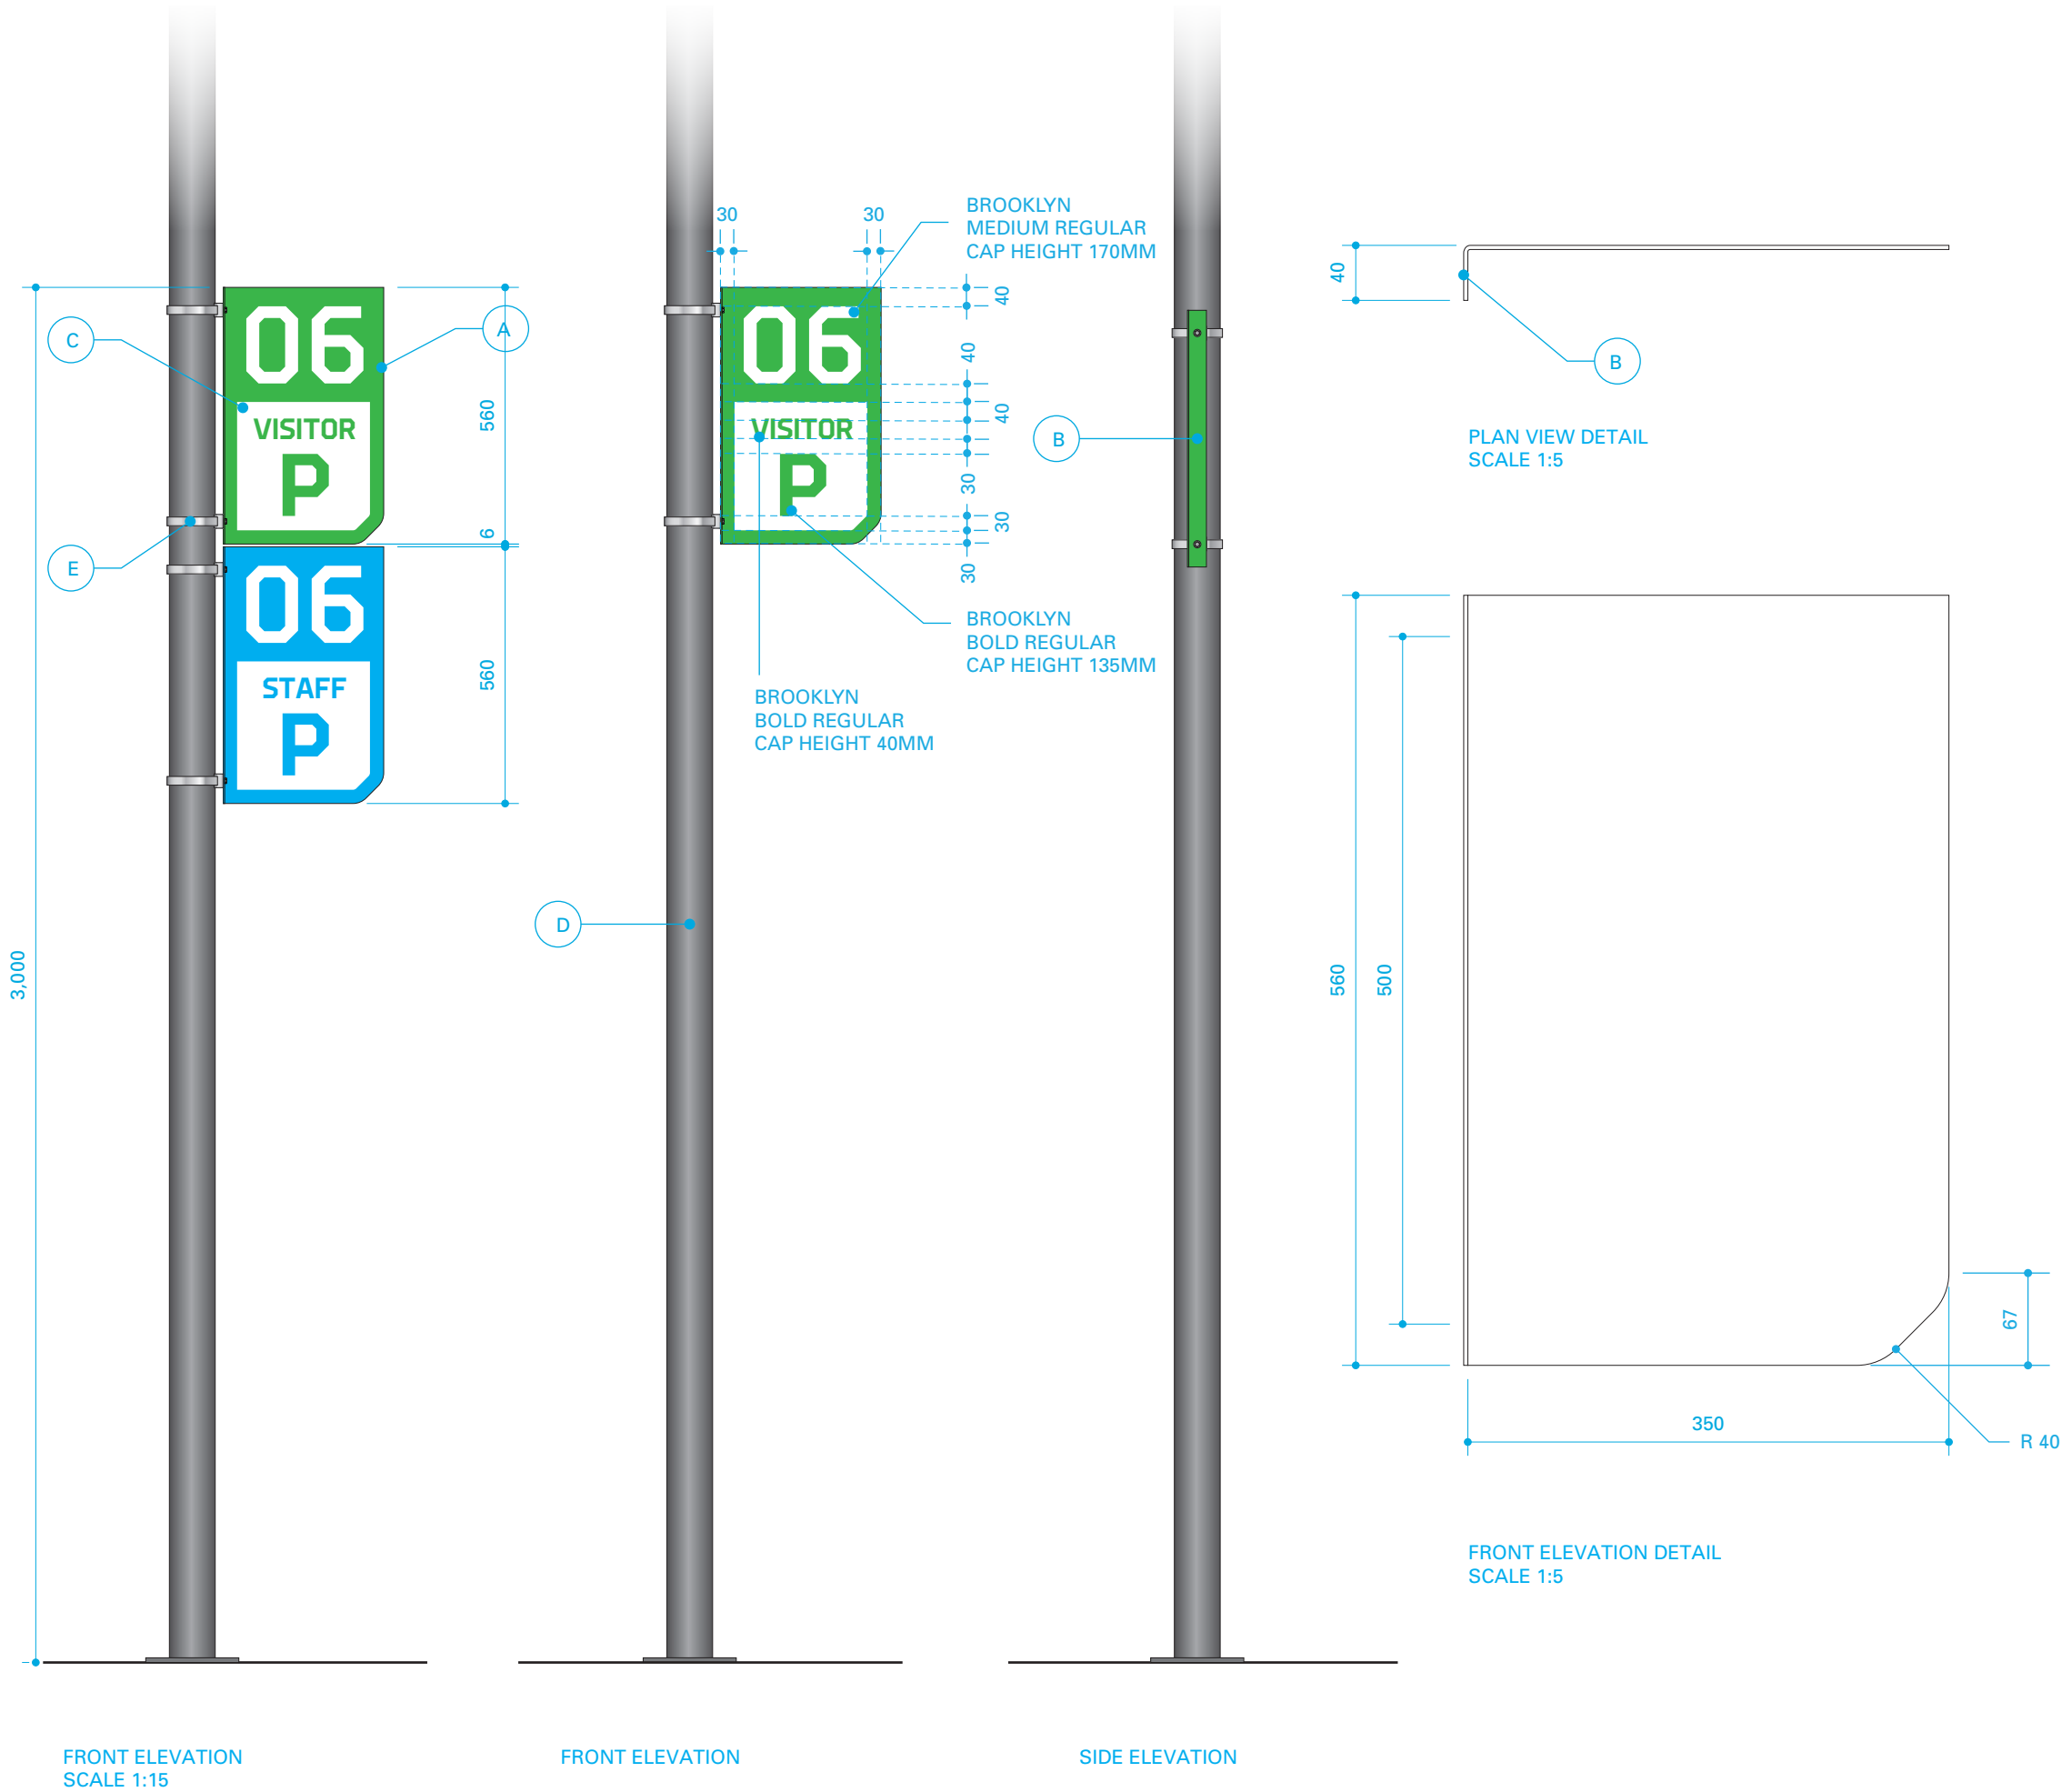 30
30
BROOKLYN
MEDIUM REGULAR
CAP HEIGHT 170MM
40
40
40
30
30
30
06
VISITOR
P
06
STAFF
P
C
A
E
560
6
560
3,000
06
VISITOR
P
BROOKLYN
BOLD REGULAR
CAP HEIGHT 135MM
BROOKLYN
BOLD REGULAR
CAP HEIGHT 40MM
D
B
40
B
PLAN VIEW DETAIL
SCALE 1:5
560
500
67
350
R 40
FRONT ELEVATION DETAIL
SCALE 1:5
FRONT ELEVATION
SCALE 1:15
FRONT ELEVATION
SIDE ELEVATION